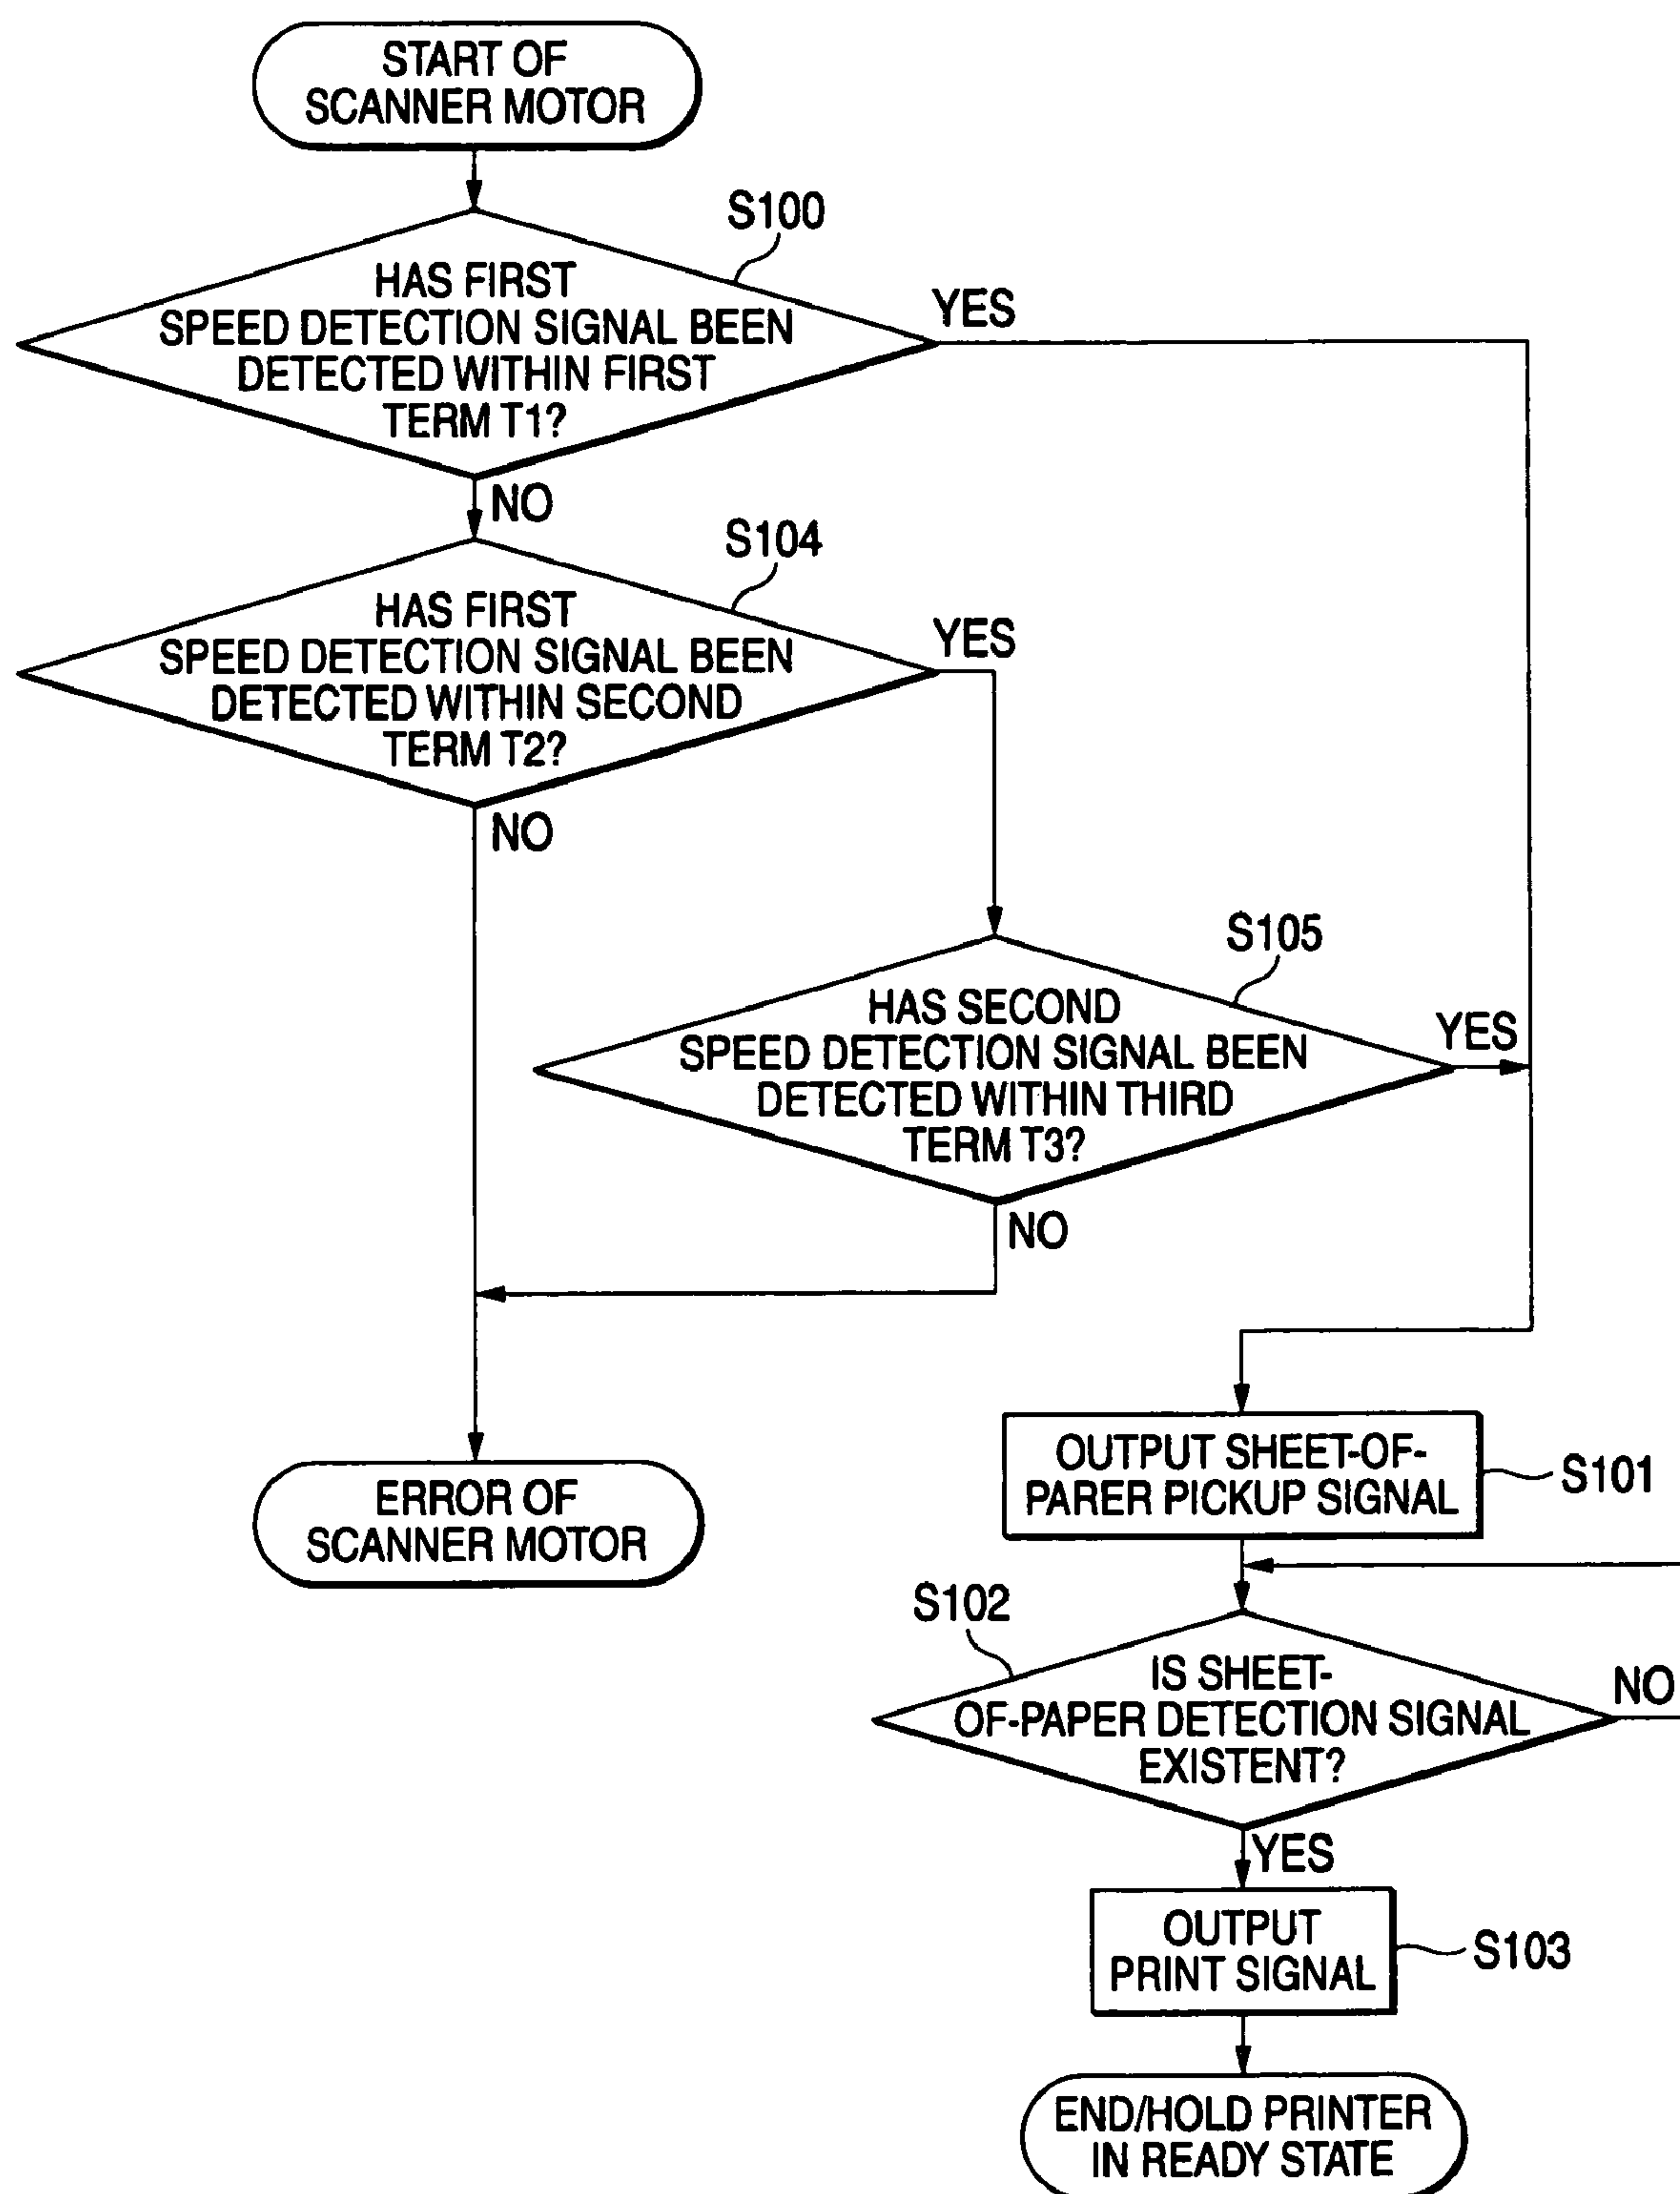 START OF
SCANNER MOTOR
S100
HAS FIRST
SPEED DETECTION SIGNAL BEEN
DETECTED WITHIN FIRST
TERM T1?
YES
NO
S104
HAS FIRST
SPEED DETECTION SIGNAL BEEN
DETECTED WITHIN SECOND
TERM T2?
YES
NO
S105
HAS SECOND
SPEED DETECTION SIGNAL BEEN
DETECTED WITHIN THIRD
TERM T3?
YES
NO
ERROR OF
SCANNER MOTOR
OUTPUT SHEET-OF-
PARER PICKUP SIGNAL
S101
S102
IS SHEET-
OF-PAPER DETECTION SIGNAL
EXISTENT?
NO
YES
OUTPUT
PRINT SIGNAL
S103
END/HOLD PRINTER
IN READY STATE